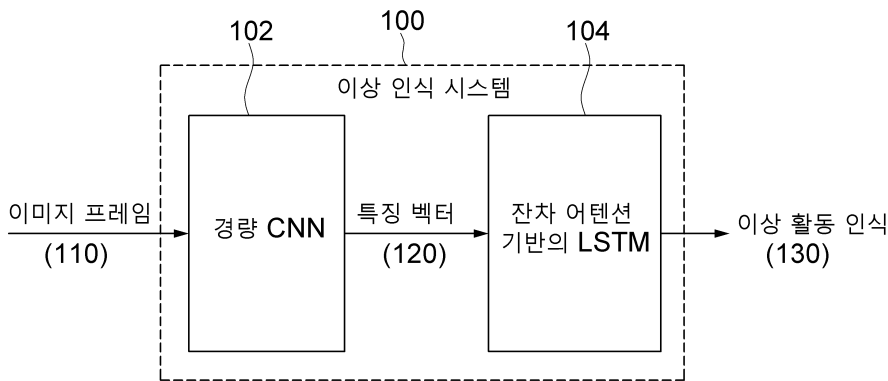 100
102
104
이상 인식 시스템
이미지 프레임
(110)
경량 CNN
특징 벡터
(120)
잔차 어텐션
기반의 LSTM
이상 활동 인식
(130)